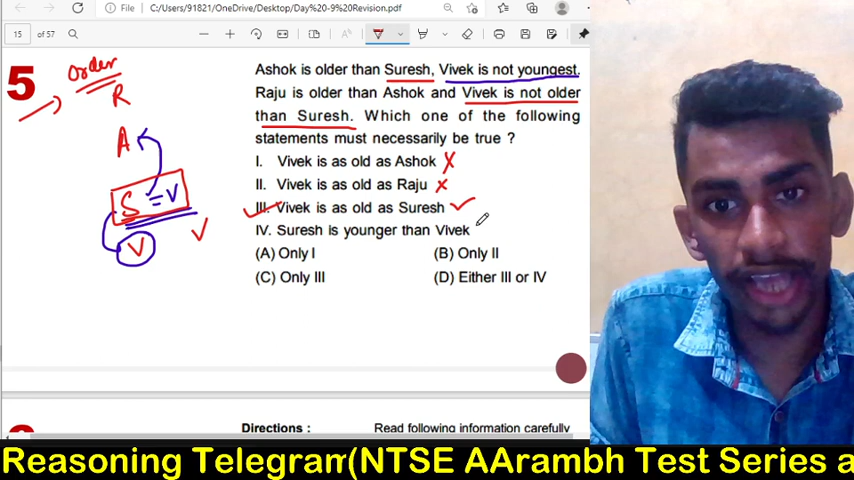 C:/Users/91821/OneDrive/Desktop/Day%20-9%20Revision.pdf
15 of 57
5
order
R
A
S = V
V
V
Ashok is older than Suresh, Vivek is not youngest.
Raju is older than Ashok and Vivek is not older
than Suresh. Which one of the following
statements must necessarily be true ?
I. Vivek is as old as Ashok X
II. Vivek is as old as Raju X
III. Vivek is as old as Suresh ✓
IV. Suresh is younger than Vivek
(A) Only I (B) Only II
(C) Only III (D) Either III or IV
Directions : Read following information carefully
Reasoning Telegram(NTSE AArambh Test Series a